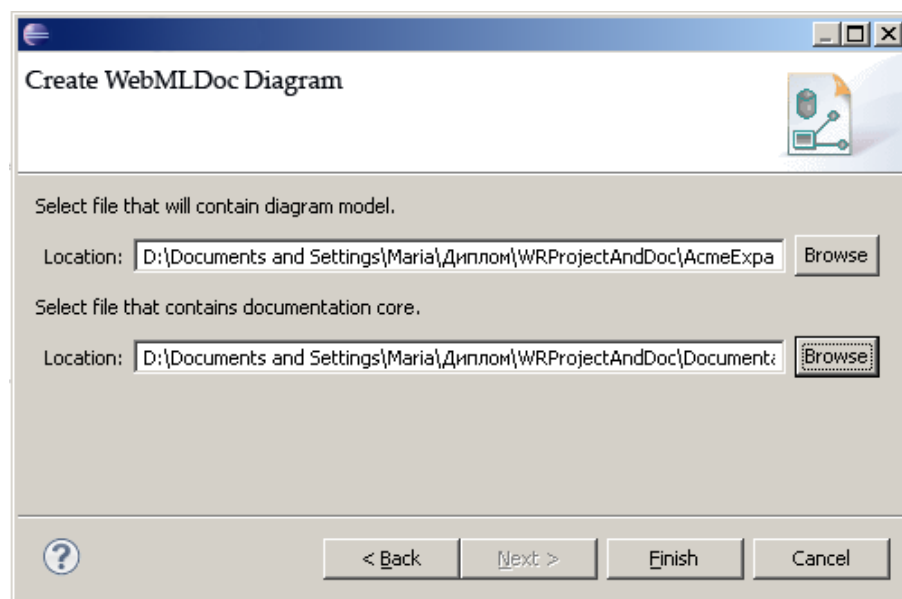 Create WebMLDoc Diagram
Select file that will contain diagram model.
Location: D:\Documents and Settings\Maria\Диплом\WRProjectAndDoc\AcmeExpa Browse
Select file that contains documentation core.
Location: D:\Documents and Settings\Maria\Диплом\WRProjectAndDoc\Documenta Browse
? < Back Next > Finish Cancel